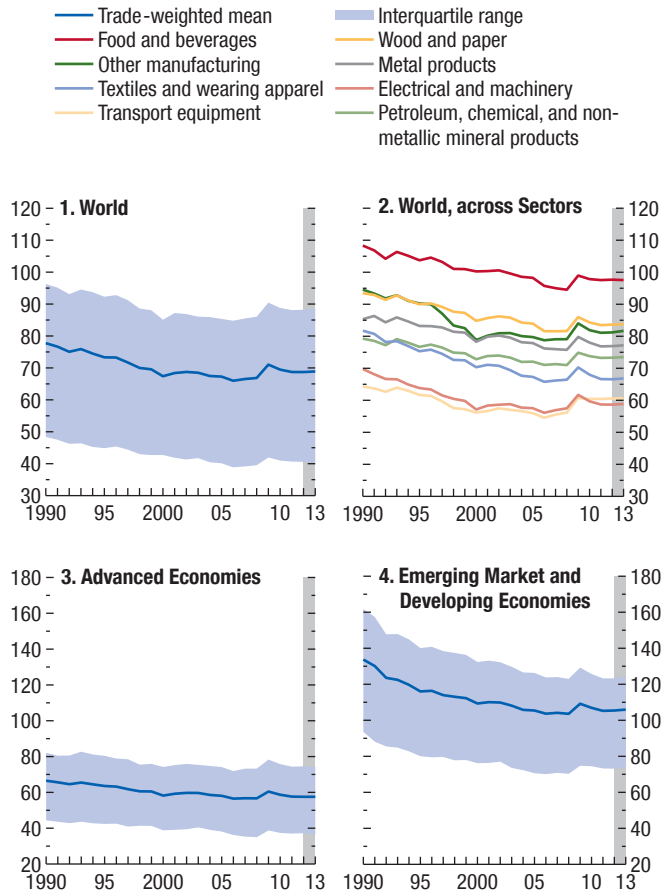 Trade-weighted mean
Food and beverages
Other manufacturing
Textiles and wearing apparel
Transport equipment
Interquartile range
Wood and paper
Metal products
Electrical and machinery
Petroleum, chemical, and non-
metallic mineral products
1. World
120
110
100
90
80
70
60
50
40
30
1990 95 2000 05 10 13
2. World, across Sectors
120
110
100
90
80
70
60
50
40
30
1990 95 2000 05 10 13
3. Advanced Economies
180
160
140
120
100
80
60
40
20
1990 95 2000 05 10 13
4. Emerging Market and
Developing Economies
180
160
140
120
100
80
60
40
20
1990 95 2000 05 10 13